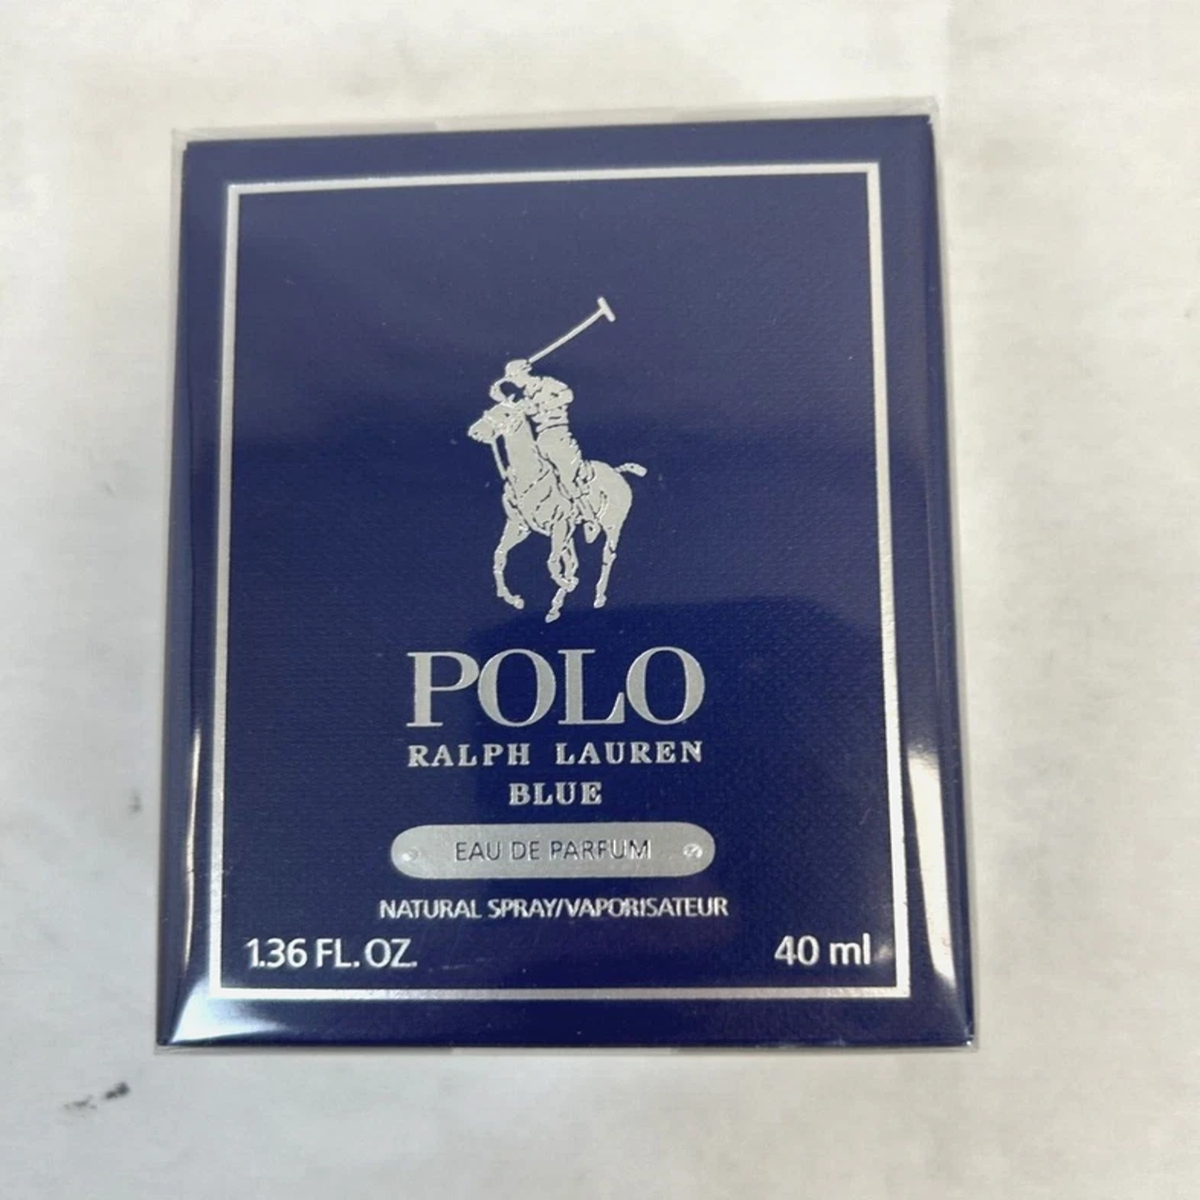 POLO
RALPH LAUREN
BLUE
EAU DE PARFUM
NATURAL SPRAY/VAPORISATEUR
1.36 FL. OZ. 40 ml